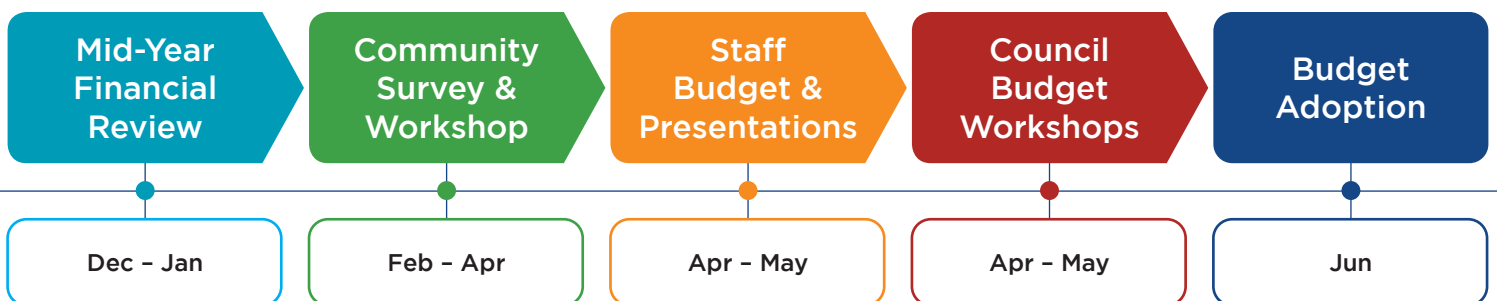 Mid-Year
Financial
Review
Community
Survey &
Workshop
Staff
Budget &
Presentations
Council
Budget
Workshops
Budget
Adoption
Dec – Jan
Feb – Apr
Apr – May
Apr – May
Jun